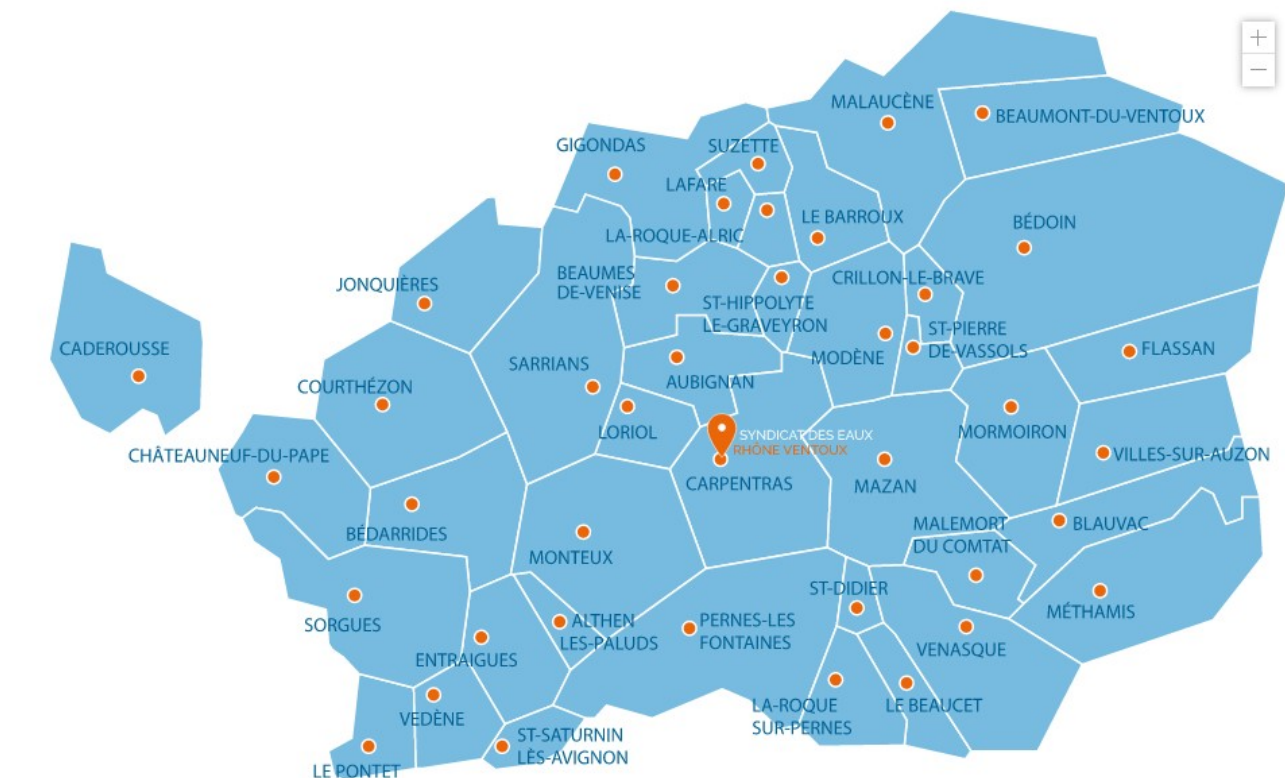 +
−
MALAUCÈNE
BEAUMONT-DU-VENTOUX
GIGONDAS
SUZETTE
LAFARE
LE BARROUX
LA-ROQUE-ALRIC
BÉDOIN
BEAUMES
DE-VENISE
CRILLON-LE-BRAVE
JONQUIÈRES
ST-HIPPOLYTE
LE-GRAVEYRON
ST-PIERRE
DE-VASSOLS
CADEROUSSE
FLASSAN
SARRIANS
MODÈNE
COURTHÉZON
AUBIGNAN
LORIOL
SYNDICAT DES EAUX
RHÔNE VENTOUX
MORMOIRON
CHÂTEAUNEUF-DU-PAPE
VILLES-SUR-AUZON
CARPENTRAS
MAZAN
BÉDARRIDES
MALEMORT
DU COMTAT
BLAUVAC
MONTEUX
ST-DIDIER
MÉTHAMIS
SORGUES
ALTHEN
LES-PALUDS
PERNES-LES
FONTAINES
VENASQUE
ENTRAIGUES
LA-ROQUE
SUR-PERNES
LE BEAUCET
VEDÈNE
ST-SATURNIN
LÈS-AVIGNON
LE PONTET